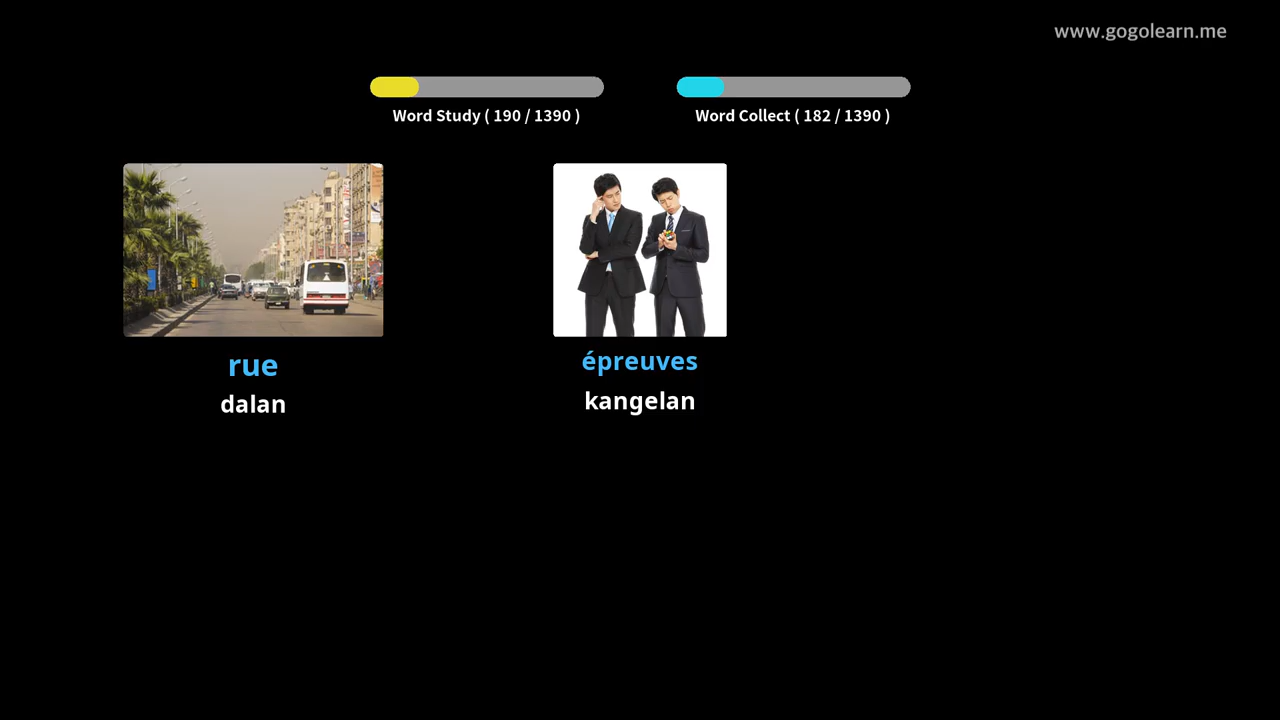 www.gogolearn.me
Word Study ( 190 / 1390 )
Word Collect ( 182 / 1390 )
rue
dalan
épreuves
kangelan